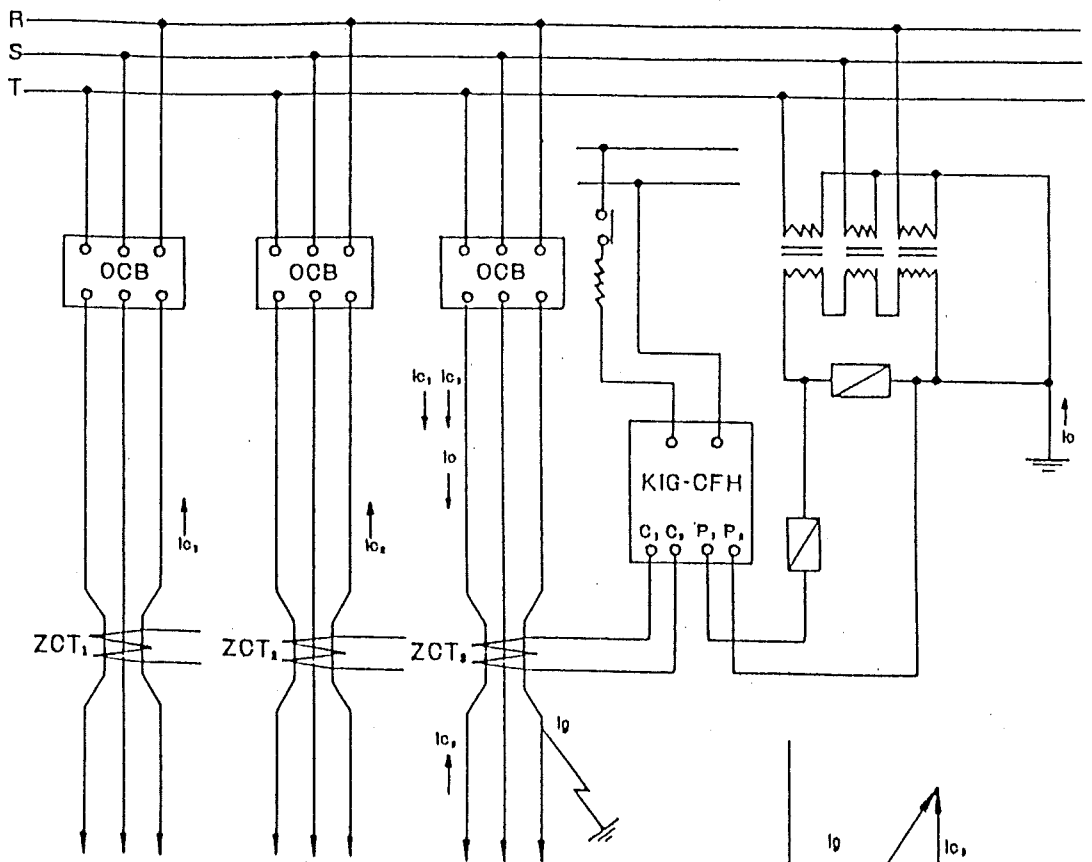 R
S
T
OCB OCB OCB
Ic₁ Ic₂
Io
Io
KIG-CFH
C₁ C₂ P₁ P₂
Ic₁ Ic₂
ZCT₁ ZCT₂ ZCT₃
Ic₃
Ig
Ig
Ic₃